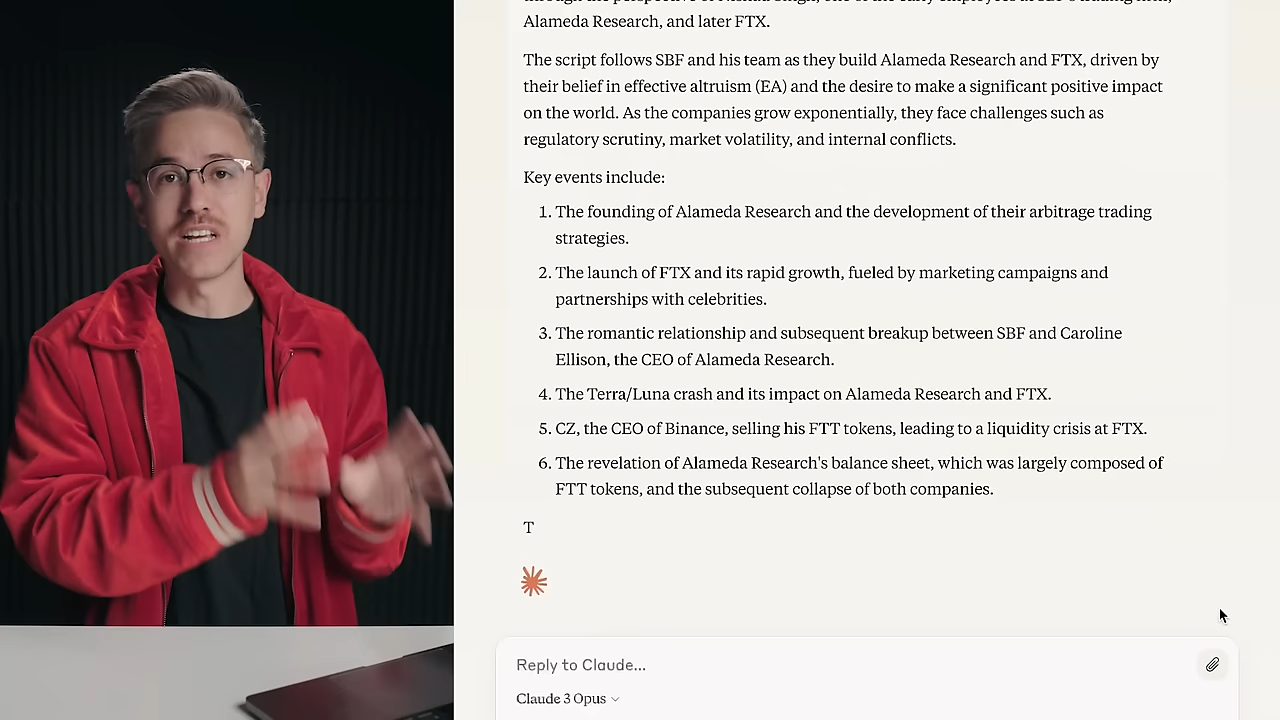 Alameda Research, and later FTX.
The script follows SBF and his team as they build Alameda Research and FTX, driven by
their belief in effective altruism (EA) and the desire to make a significant positive impact
on the world. As the companies grow exponentially, they face challenges such as
regulatory scrutiny, market volatility, and internal conflicts.
Key events include:
1. The founding of Alameda Research and the development of their arbitrage trading
strategies.
2. The launch of FTX and its rapid growth, fueled by marketing campaigns and
partnerships with celebrities.
3. The romantic relationship and subsequent breakup between SBF and Caroline
Ellison, the CEO of Alameda Research.
4. The Terra/Luna crash and its impact on Alameda Research and FTX.
5. CZ, the CEO of Binance, selling his FTT tokens, leading to a liquidity crisis at FTX.
6. The revelation of Alameda Research's balance sheet, which was largely composed of
FTT tokens, and the subsequent collapse of both companies.
T
Reply to Claude...
Claude 3 Opus